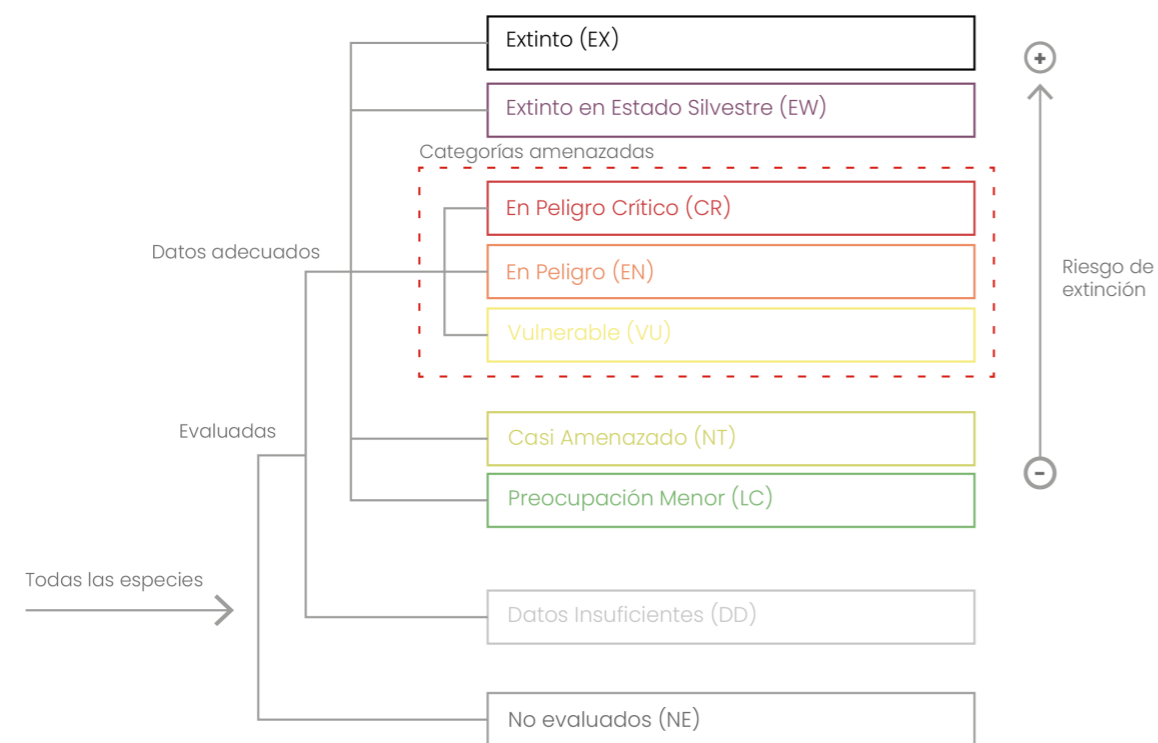 Extinto (EX)
+
Extinto en Estado Silvestre (EW)
Categorías amenazadas
En Peligro Crítico (CR)
Datos adecuados
En Peligro (EN)
Riesgo de
extinción
Vulnerable (VU)
Evaluadas
Casi Amenazado (NT)
-
Preocupación Menor (LC)
Todas las especies
Datos Insuficientes (DD)
No evaluados (NE)